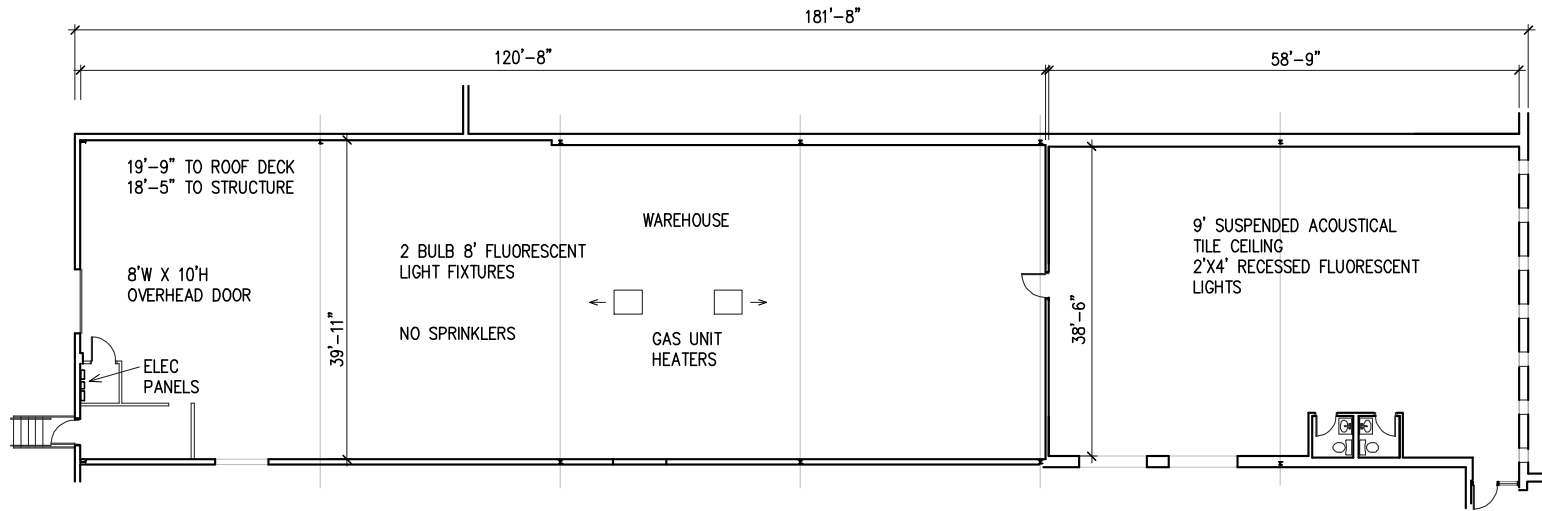 181'-8"
120'-8"
58'-9"
19'-9" TO ROOF DECK
18'-5" TO STRUCTURE
WAREHOUSE
2 BULB 8' FLUORESCENT
LIGHT FIXTURES
9' SUSPENDED ACOUSTICAL
TILE CEILING
2'X4' RECESSED FLUORESCENT
LIGHTS
8'W X 10'H
OVERHEAD DOOR
NO SPRINKLERS
GAS UNIT
HEATERS
39'-11"
38'-6"
ELEC
PANELS